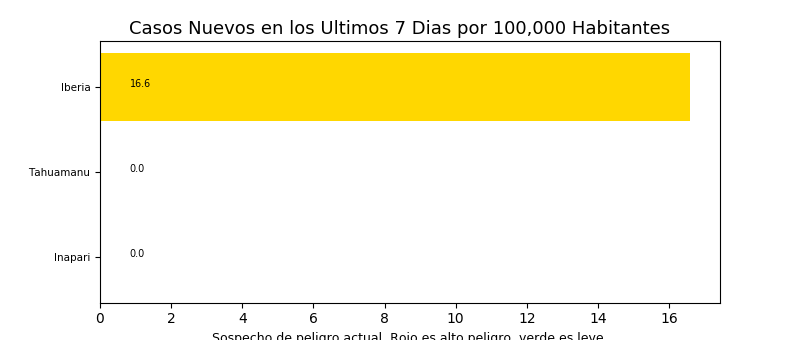 Casos Nuevos en los Ultimos 7 Dias por 100,000 Habitantes
Iberia
16.6
Tahuamanu
0.0
Inapari
0.0
0 2 4 6 8 10 12 14 16
Sospecho de peligro actual. Rojo es alto peligro, verde es leve